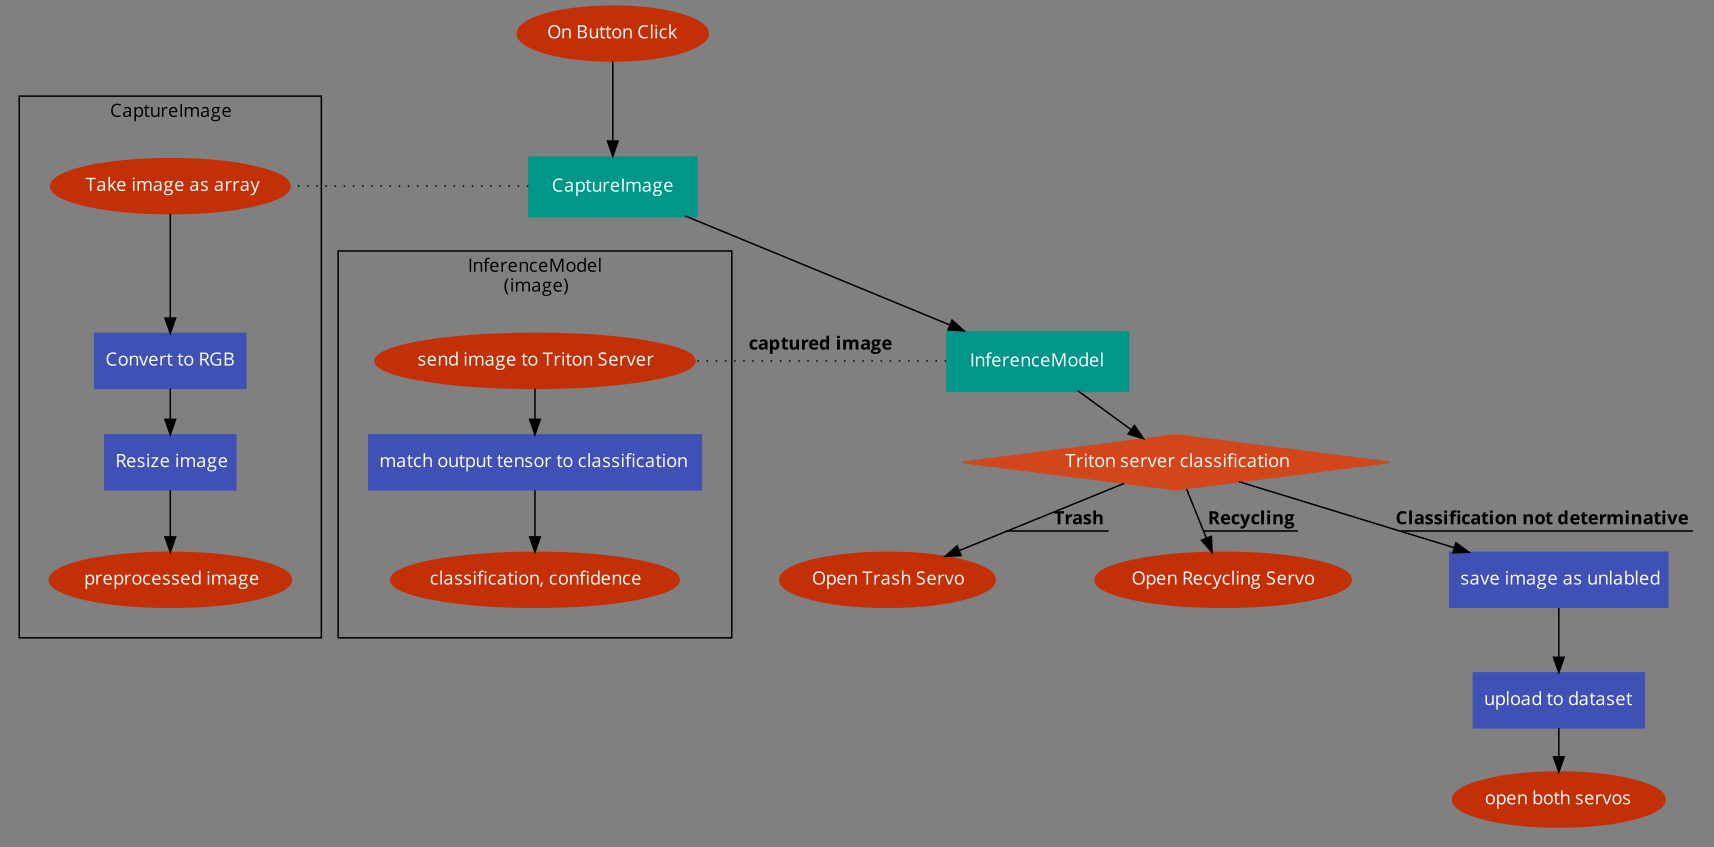 On Button Click
CaptureImage
Take image as array
CaptureImage
InferenceModel
(image)
captured image
Convert to RGB
send image to Triton Server
InferenceModel
Resize image
match output tensor to classification
Triton server classification
Trash
Recycling
Classification not determinative
preprocessed image
classification, confidence
Open Trash Servo
Open Recycling Servo
save image as unlabled
upload to dataset
open both servos